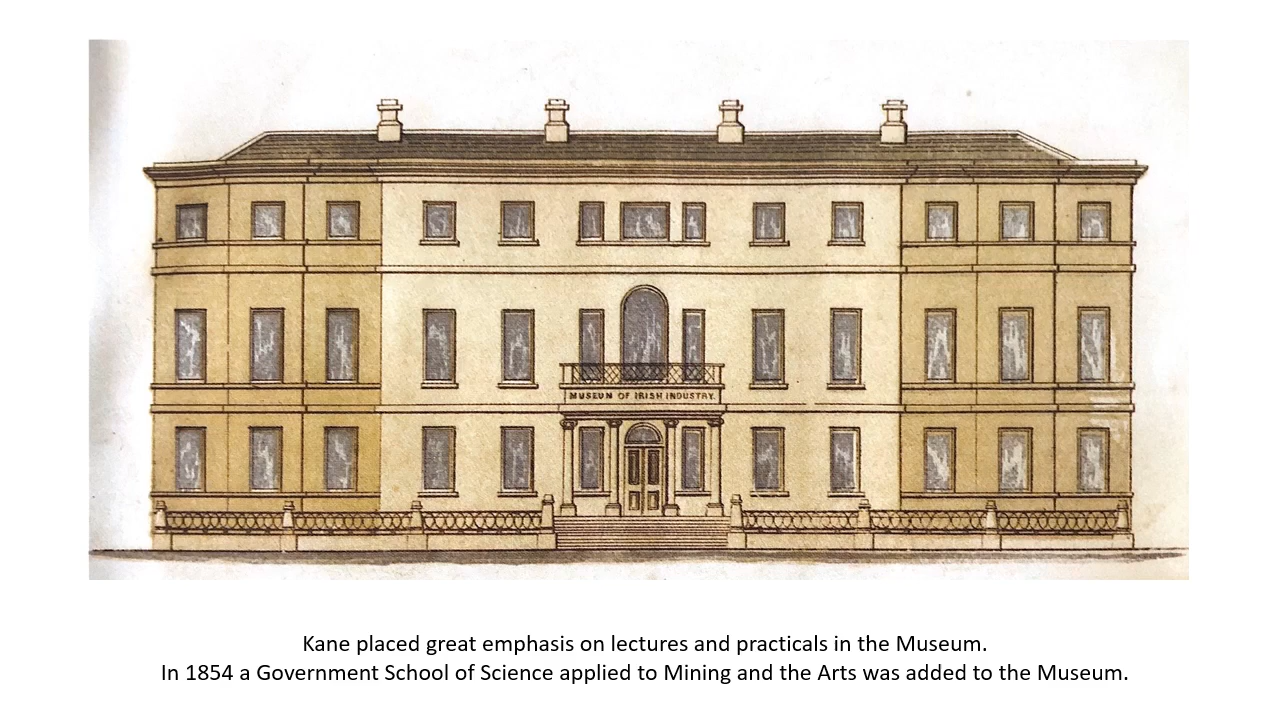 MUSEUM OF IRISH INDUSTRY.
Kane placed great emphasis on lectures and practicals in the Museum.
In 1854 a Government School of Science applied to Mining and the Arts was added to the Museum.